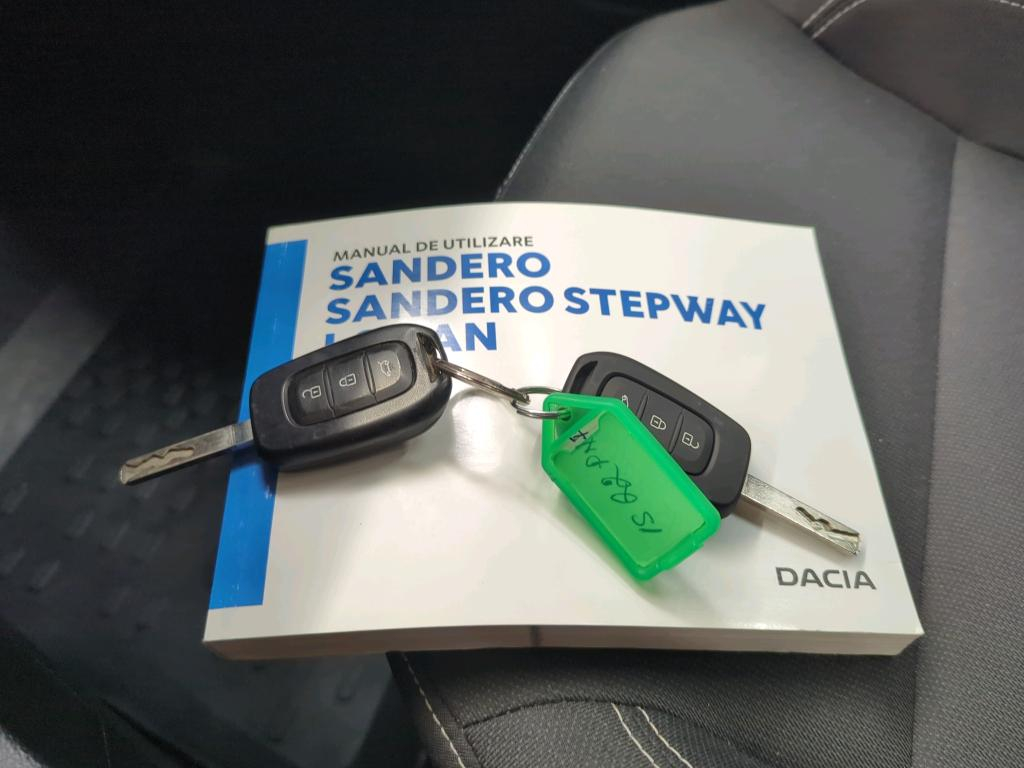 MANUAL DE UTILIZARE
SANDERO
SANDERO STEPWAY
DACIA